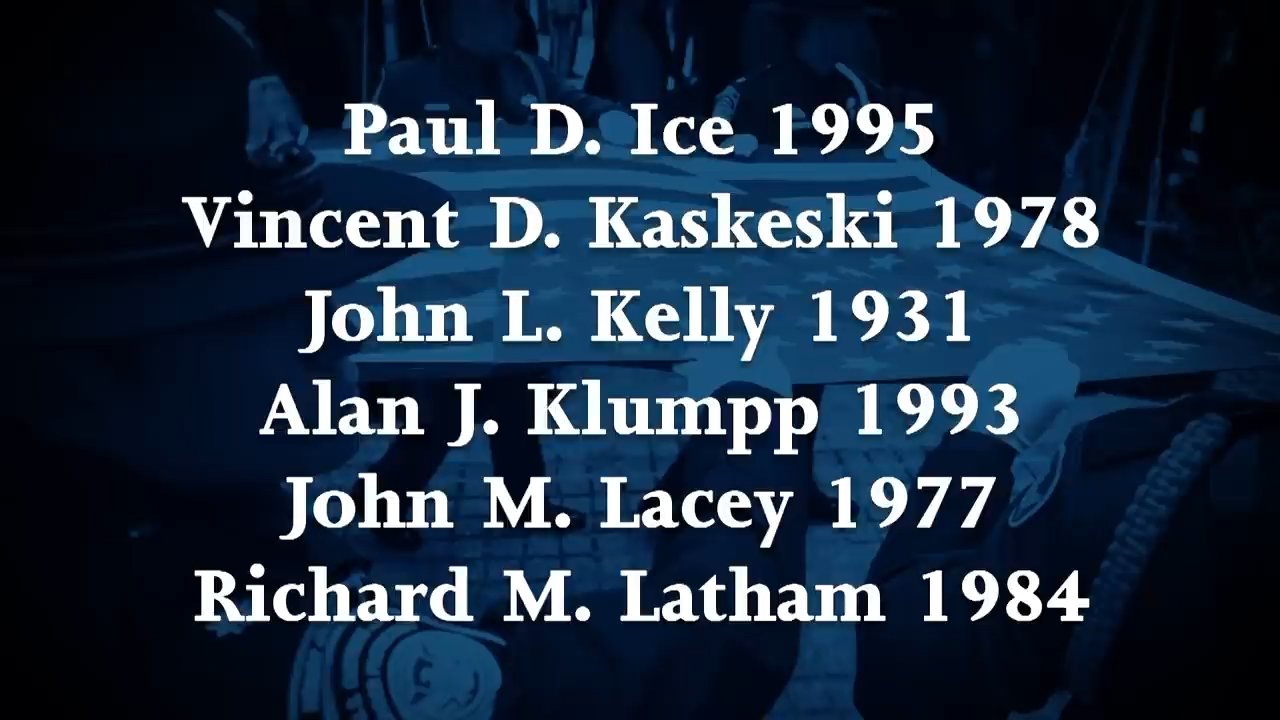 Paul D. Ice 1995
Vincent D. Kaskeski 1978
John L. Kelly 1931
Alan J. Klumpp 1993
John M. Lacey 1977
Richard M. Latham 1984